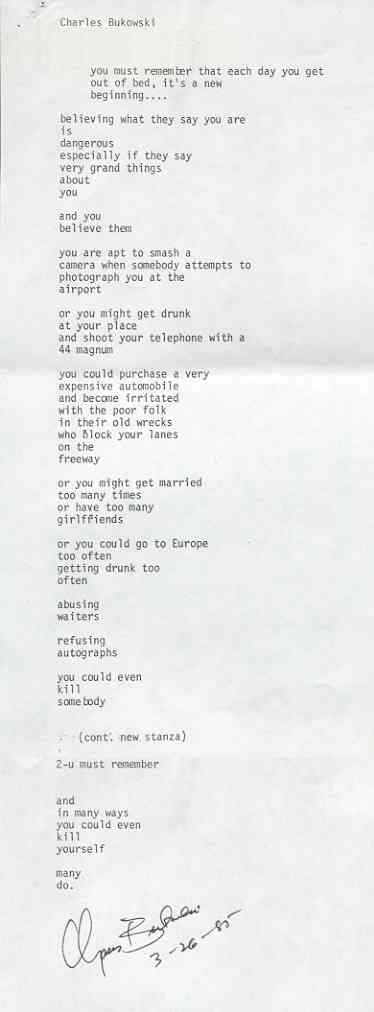 Charles Bukowski
you must remember that each day you get
out of bed, it's a new
beginning....
believing what they say you are
is
dangerous
especially if they say
very grand things
about
you
and you
believe them
you are apt to smash a
camera when somebody attempts to
photograph you at the
airport
or you might get drunk
at your place
and shoot your telephone with a
44 magnum
you could purchase a very
expensive automobile
and become irritated
with the poor folk
in their old wrecks
who block your lanes
on the
freeway
or you might get married
too many times
or have too many
girlffiends
or you could go to Europe
too often
getting drunk too
often
abusing
waiters
refusing
autographs
you could even
kill
somebody
(cont. new stanza)
2-u must remember
and
in many ways
you could even
kill
yourself
many
do.
3-26-85